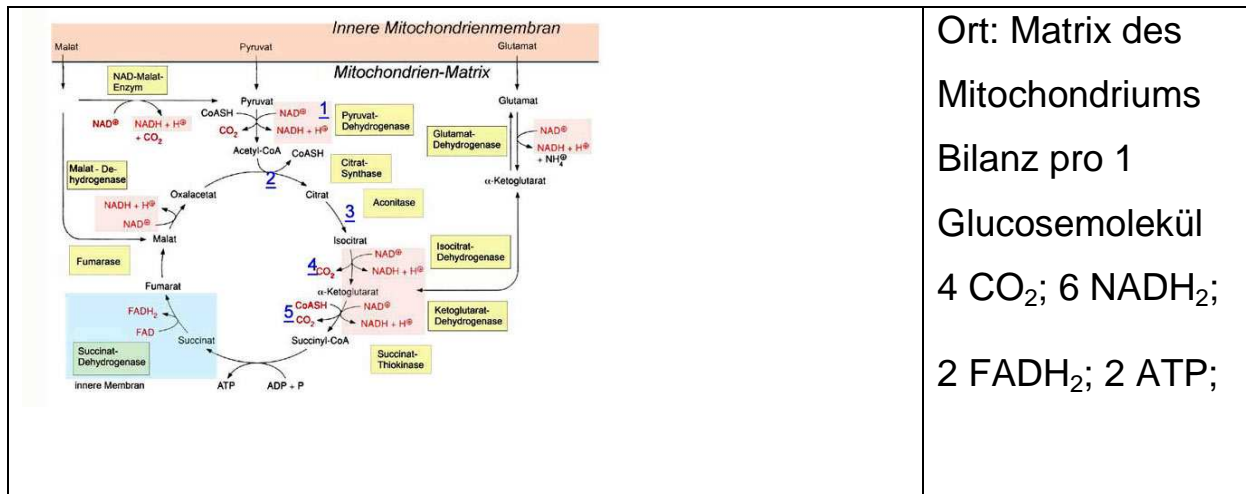 Innere Mitochondrienmembran
Malat
Pyruvat
Glutamat
Mitochondrien-Matrix
NAD-Malat-
Enzym
NAD⊕
NADH + H⊕
+ CO₂
Pyruvat
CoASH
1
NAD⊕
CO₂
NADH + H⊕
Pyruvat-
Dehydrogenase
Acetyl-CoA
CoASH
2
Citrat-
Synthase
Glutamat
Glutamat-
Dehydrogenase
NAD⊕
NADH + H⊕
+ NH₄⊕
α-Ketoglutarat
Malat - De-
hydrogenase
Oxalacetat
Citrat
Aconitase
NADH + H⊕
NAD⊕
3
Malat
Isocitrat
Isocitrat-
Dehydrogenase
Fumarase
4
CO₂
NAD⊕
NADH + H⊕
Fumarat
α-Ketoglutarat
FADH₂
FAD
CoASH
NAD⊕
5
CO₂
NADH + H⊕
Ketoglutarat-
Dehydrogenase
Succinat
Succinyl-CoA
Succinat-
Dehydrogenase
Succinat-
Thiokinase
innere Membran
ATP
ADP + P
Ort: Matrix des
Mitochondriums
Bilanz pro 1
Glucosemolekül
4 CO₂; 6 NADH₂;
2 FADH₂; 2 ATP;